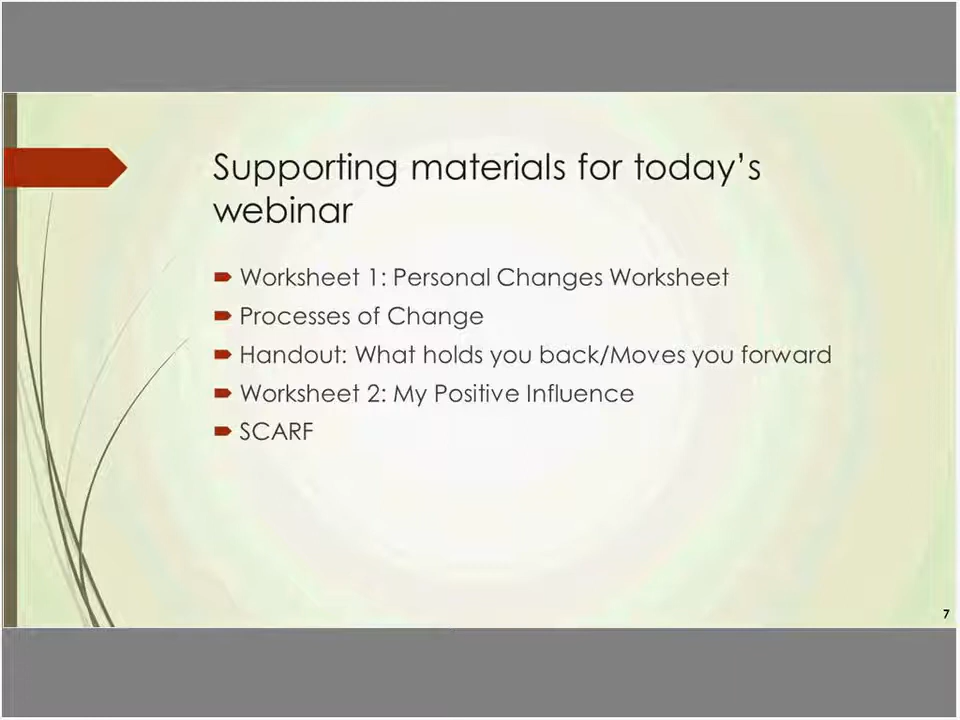 Supporting materials for today’s
webinar
Worksheet 1: Personal Changes Worksheet
Processes of Change
Handout: What holds you back/Moves you forward
Worksheet 2: My Positive Influence
SCARF
7